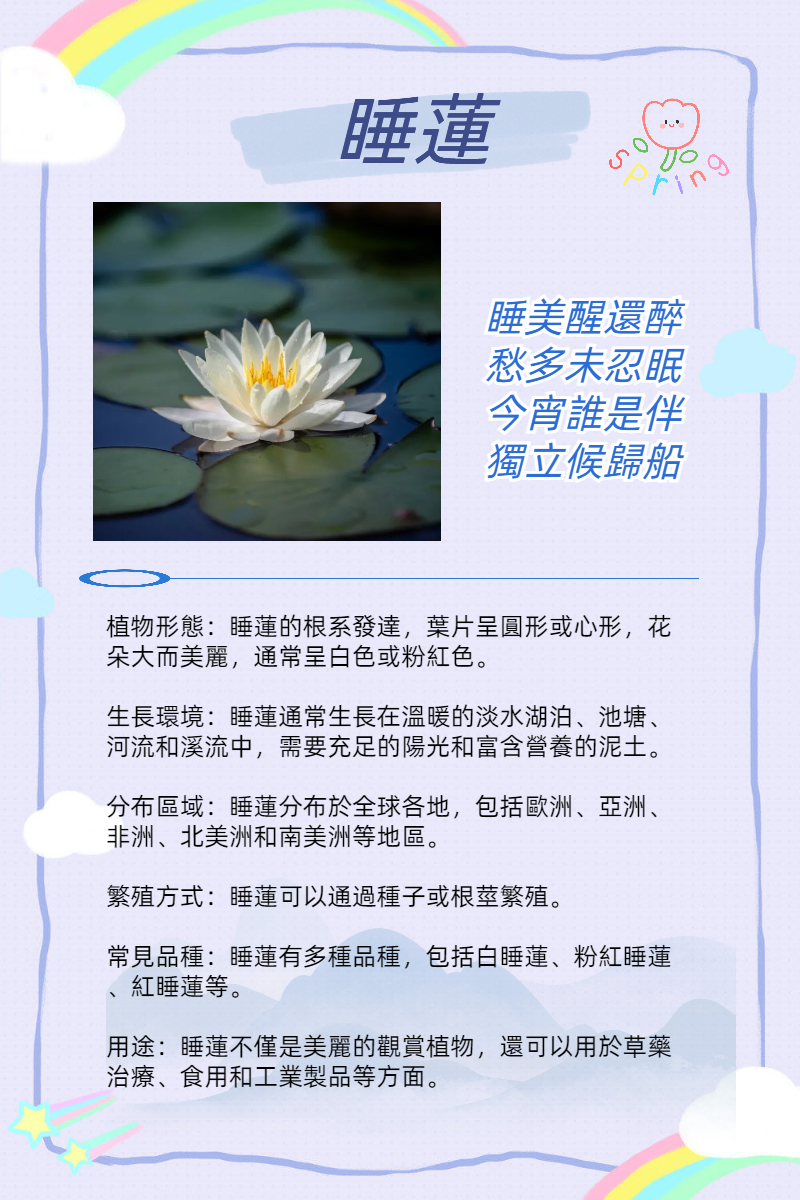 睡蓮
spring
睡美醒還醉
愁多未忍眠
今宵誰是伴
獨立候歸船
植物形態：睡蓮的根系發達，葉片呈圓形或心形，花
朵大而美麗，通常呈白色或粉紅色。
生長環境：睡蓮通常生長在溫暖的淡水湖泊、池塘、
河流和溪流中，需要充足的陽光和富含營養的泥土。
分布區域：睡蓮分布於全球各地，包括歐洲、亞洲、
非洲、北美洲和南美洲等地區。
繁殖方式：睡蓮可以通過種子或根莖繁殖。
常見品種：睡蓮有多種品種，包括白睡蓮、粉紅睡蓮
、紅睡蓮等。
用途：睡蓮不僅是美麗的觀賞植物，還可以用於草藥
治療、食用和工業製品等方面。